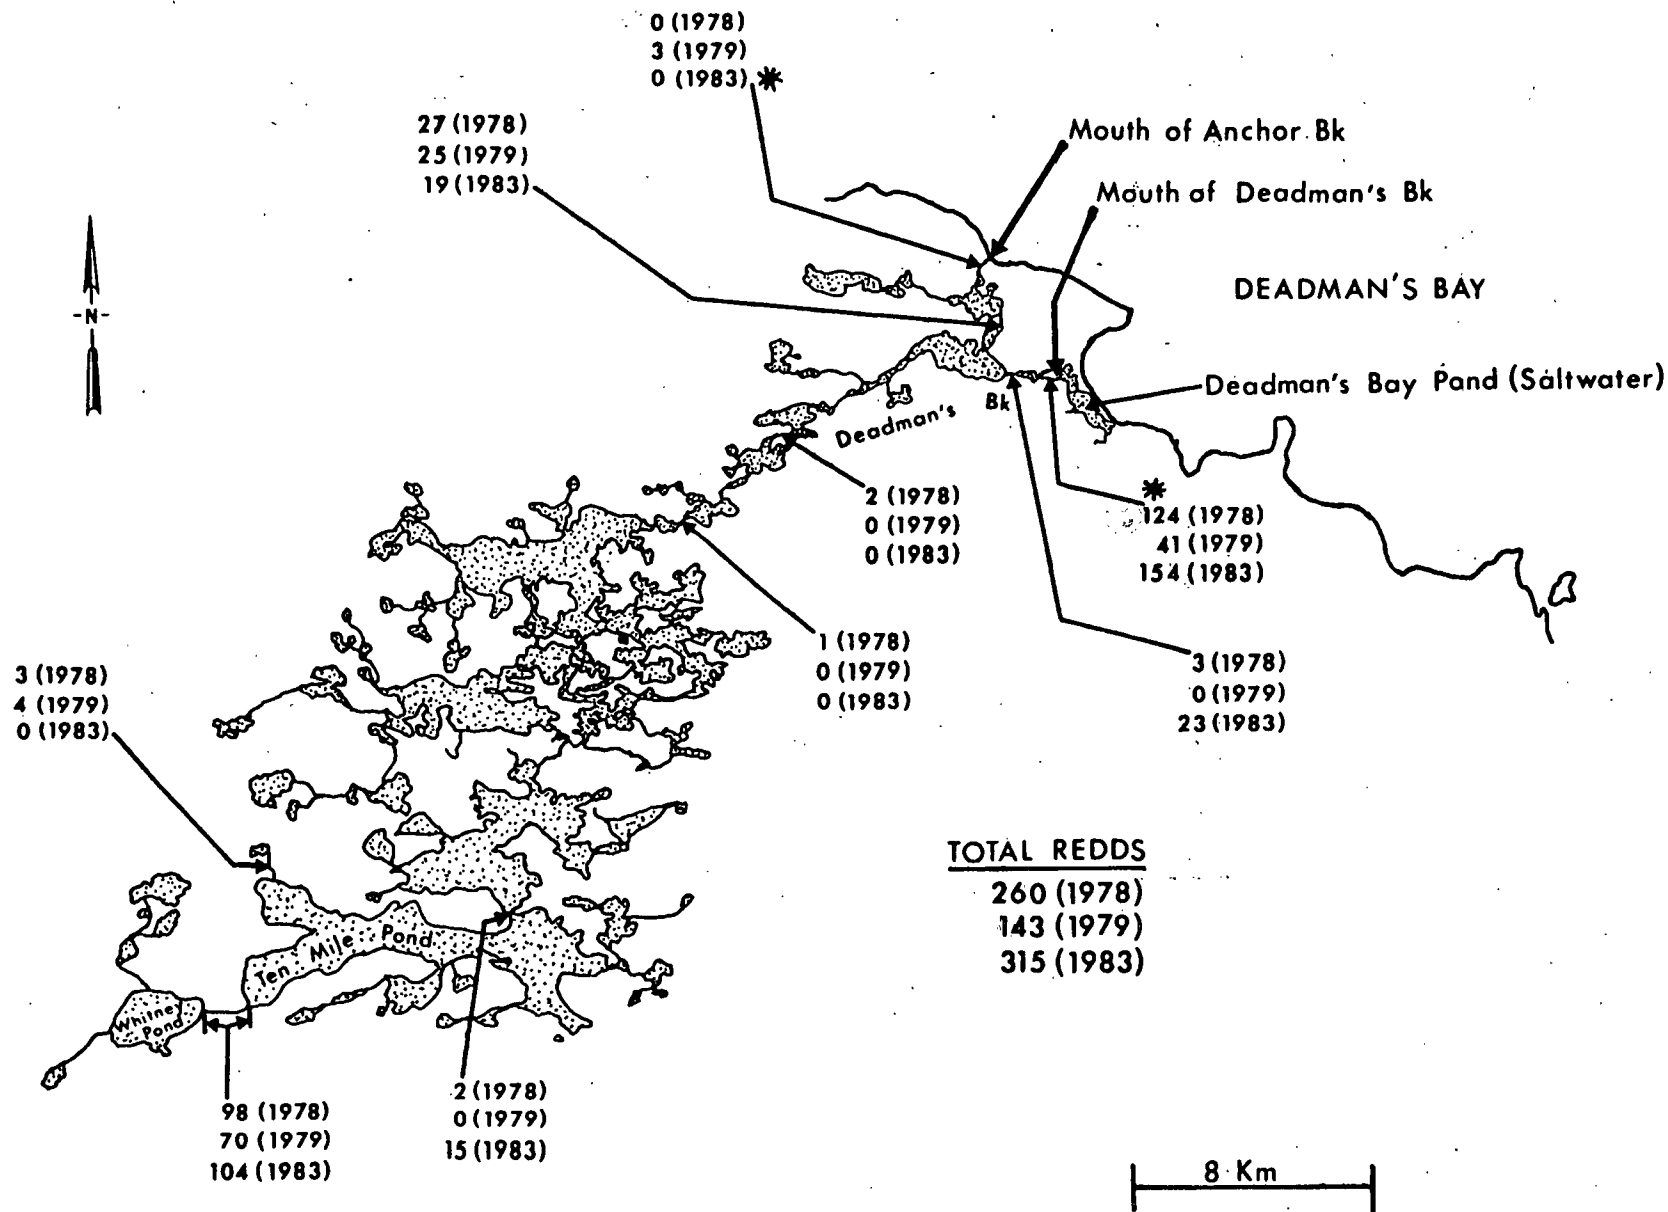 0 (1978)
3 (1979)
0 (1983) *
27 (1978)
25 (1979)
19 (1983)
Mouth of Anchor Bk
Mouth of Deadman's Bk
-N-
DEADMAN'S BAY
Deadman's Bay Pond (Saltwater)
Deadman's Bk
2 (1978)
0 (1979)
0 (1983)
*
124 (1978)
41 (1979)
154 (1983)
1 (1978)
0 (1979)
0 (1983)
3 (1978)
0 (1979)
23 (1983)
3 (1978)
4 (1979)
0 (1983)
TOTAL REDDS
260 (1978)
143 (1979)
315 (1983)
Ten Mile Pond
Whitney
Pond
98 (1978)
70 (1979)
104 (1983)
2 (1978)
0 (1979)
15 (1983)
8 Km